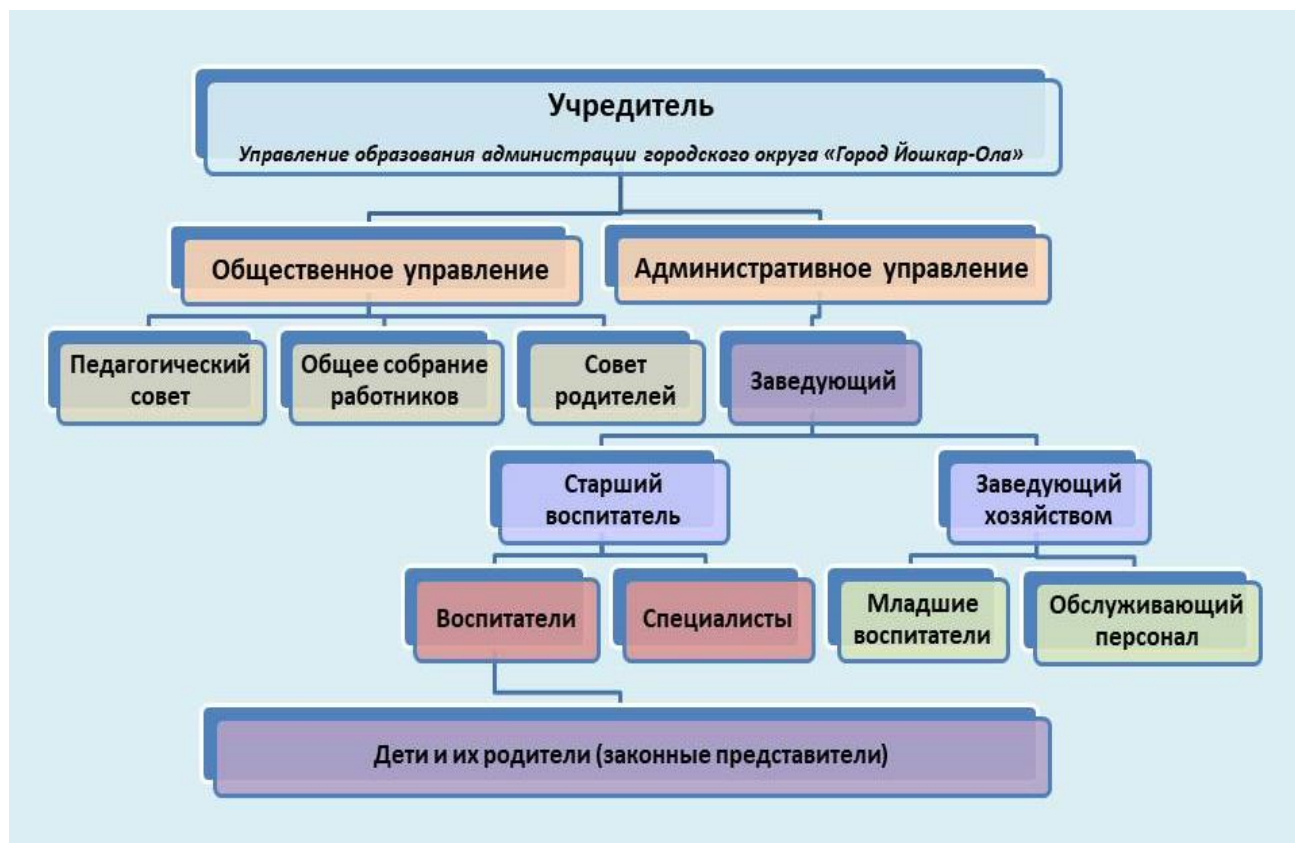 Учредитель
Управление образования администрации городского округа «Город Йошкар-Ола»
Общественное управление
Административное управление
Педагогический
совет
Общее собрание
работников
Совет
родителей
Заведующий
Старший
воспитатель
Заведующий
хозяйством
Воспитатели
Специалисты
Младшие
воспитатели
Обслуживающий
персонал
Дети и их родители (законные представители)